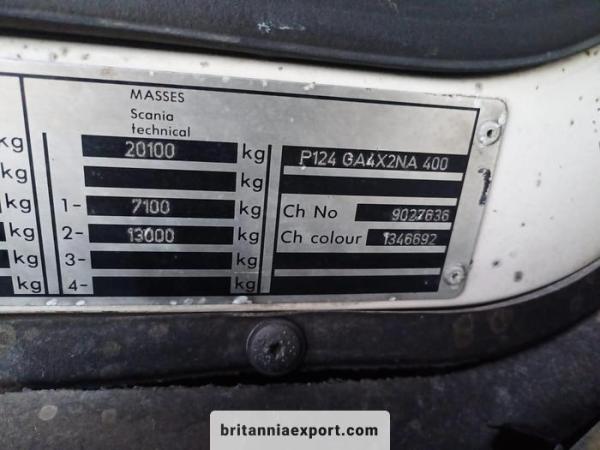 MASSES
Scania
technical
kg 20100 kg P124 GA4X2NA 400
kg kg
kg 1- 7100 kg Ch No 9027636
kg 2- 13000 kg Ch colour 1346692
kg 3- kg
kg 4- kg
britanniaexport.com